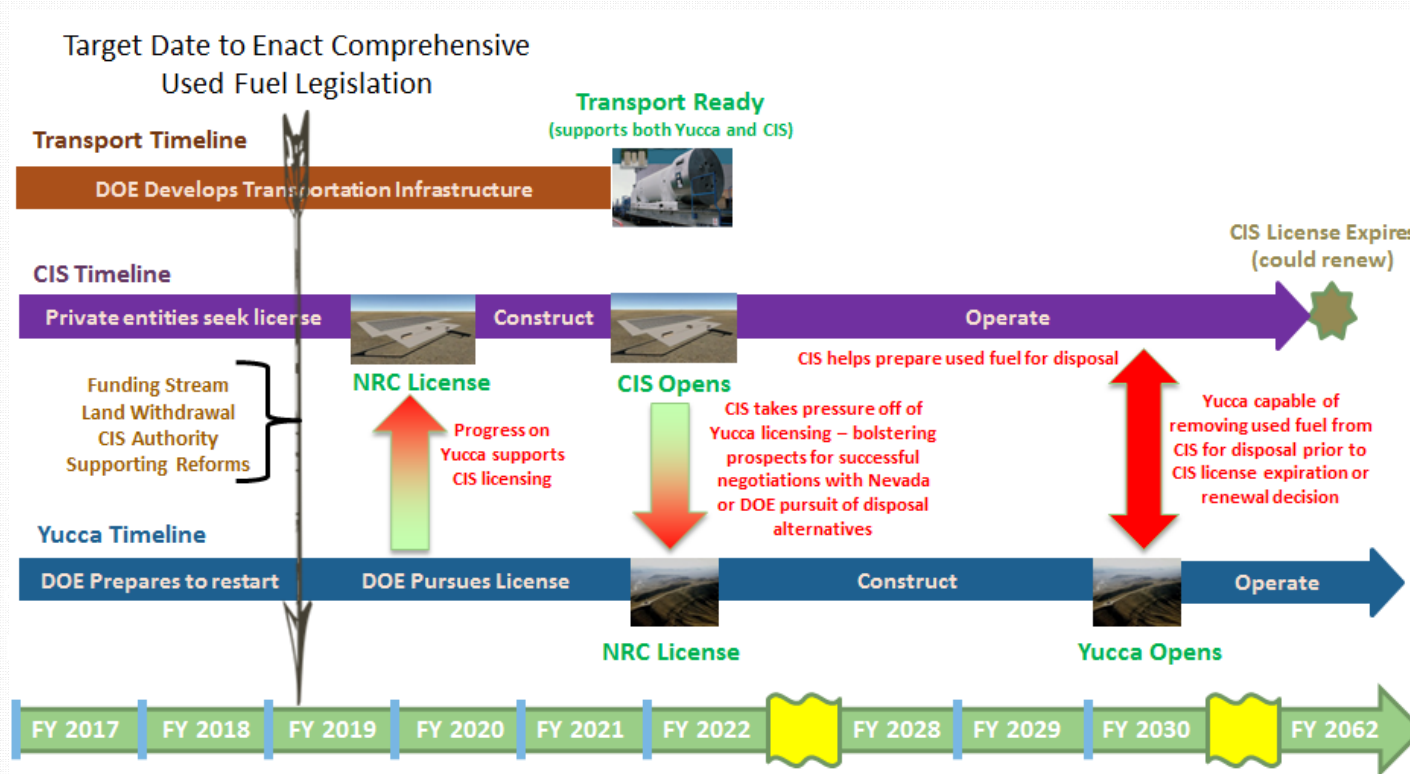 Target Date to Enact Comprehensive
Used Fuel Legislation
Transport Ready
(supports both Yucca and CIS)
Transport Timeline
DOE Develops Transportation Infrastructure
CIS License Expires
(could renew)
CIS Timeline
Private entities seek license
Construct
Operate
CIS helps prepare used fuel for disposal
NRC License
CIS Opens
Funding Stream
Land Withdrawal
CIS Authority
Supporting Reforms
Progress on
Yucca supports
CIS licensing
CIS takes pressure off of
Yucca licensing – bolstering
prospects for successful
negotiations with Nevada
or DOE pursuit of disposal
alternatives
Yucca capable of
removing used fuel from
CIS for disposal prior to
CIS license expiration or
renewal decision
Yucca Timeline
DOE Prepares to restart
DOE Pursues License
Construct
Operate
NRC License
Yucca Opens
FY 2017
FY 2018
FY 2019
FY 2020
FY 2021
FY 2022
FY 2028
FY 2029
FY 2030
FY 2062